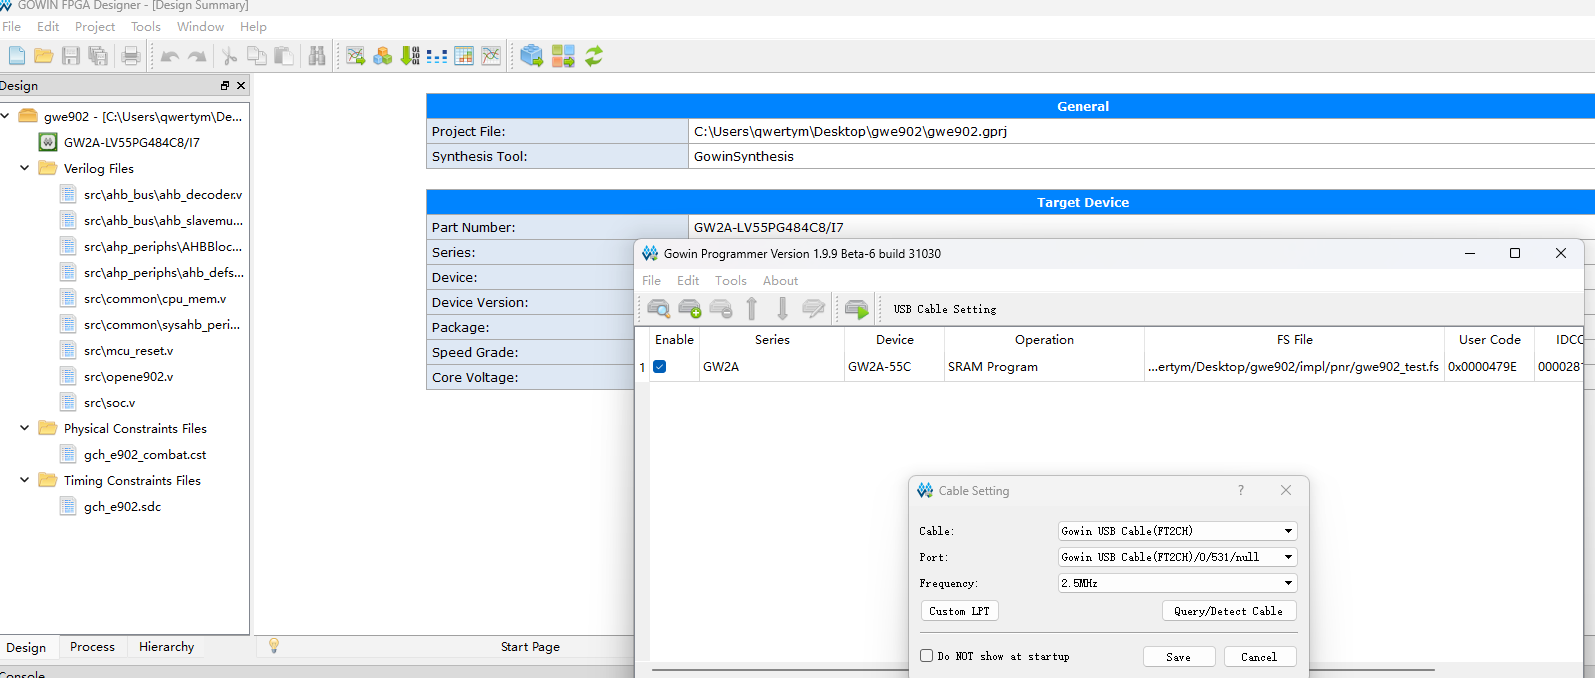 GOWIN FPGA Designer - [Design Summary]
File Edit Project Tools Window Help
Design
gwe902 - [C:\Users\qwertym\De...
GW2A-LV55PG484C8/I7
Verilog Files
src\ahb_bus\ahb_decoder.v
src\ahb_bus\ahb_slavemu...
src\ahp_periphs\AHBBloc...
src\ahp_periphs\ahb_defs...
src\common\cpu_mem.v
src\common\sysahb_peri...
src\mcu_reset.v
src\opene902.v
src\soc.v
Physical Constraints Files
gch_e902_combat.cst
Timing Constraints Files
gch_e902.sdc
Design Process Hierarchy
Console
General
Project File: C:\Users\qwertym\Desktop\gwe902\gwe902.gprj
Synthesis Tool: GowinSynthesis
Target Device
Part Number: GW2A-LV55PG484C8/I7
Series:
Device:
Device Version:
Package:
Speed Grade:
Core Voltage:
Start Page
Gowin Programmer Version 1.9.9 Beta-6 build 31030
File Edit Tools About
USB Cable Setting
Enable Series Device Operation FS File User Code IDCC
1 GW2A GW2A-55C SRAM Program ...ertym/Desktop/gwe902/impl/pnr/gwe902_test.fs 0x0000479E 0000281
Cable Setting ?
Cable: Gowin USB Cable(FT2CH)
Port: Gowin USB Cable(FT2CH)/0/531/null
Frequency: 2.5MHz
Custom LPT Query/Detect Cable
Do NOT show at startup Save Cancel